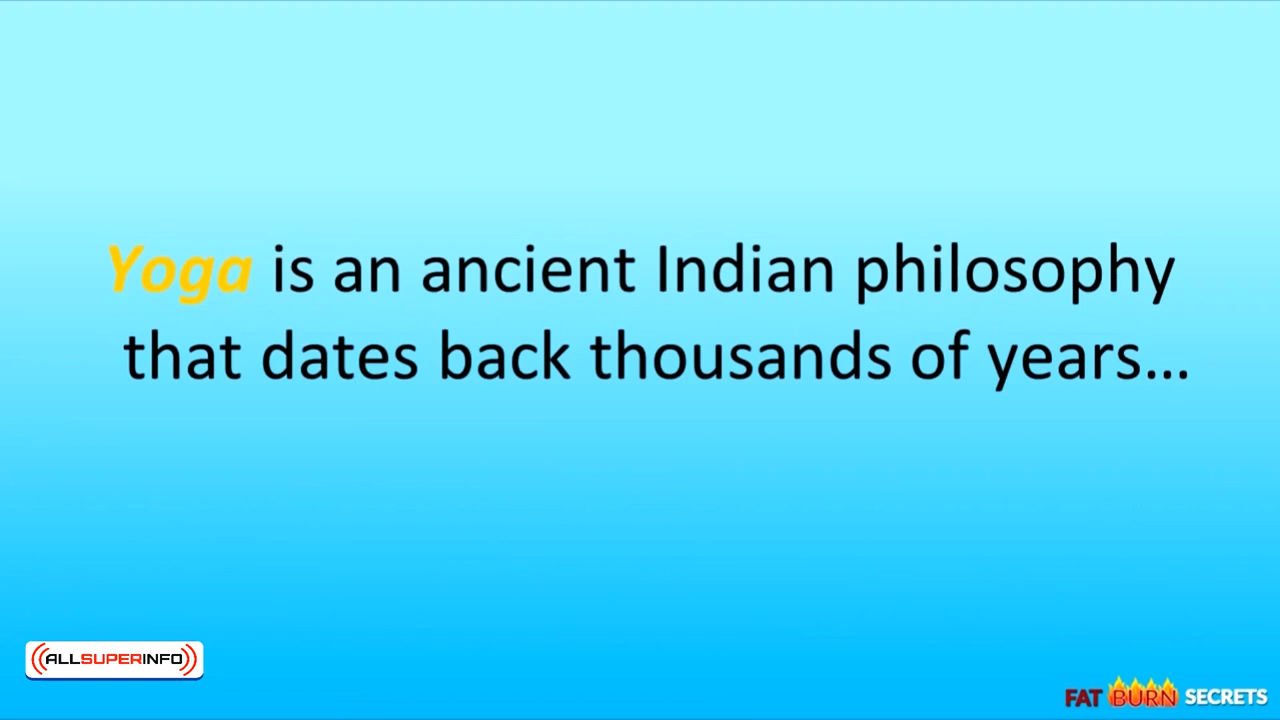 Yoga is an ancient Indian philosophy
that dates back thousands of years...
ALLSUPERINFO
FAT BURN SECRETS